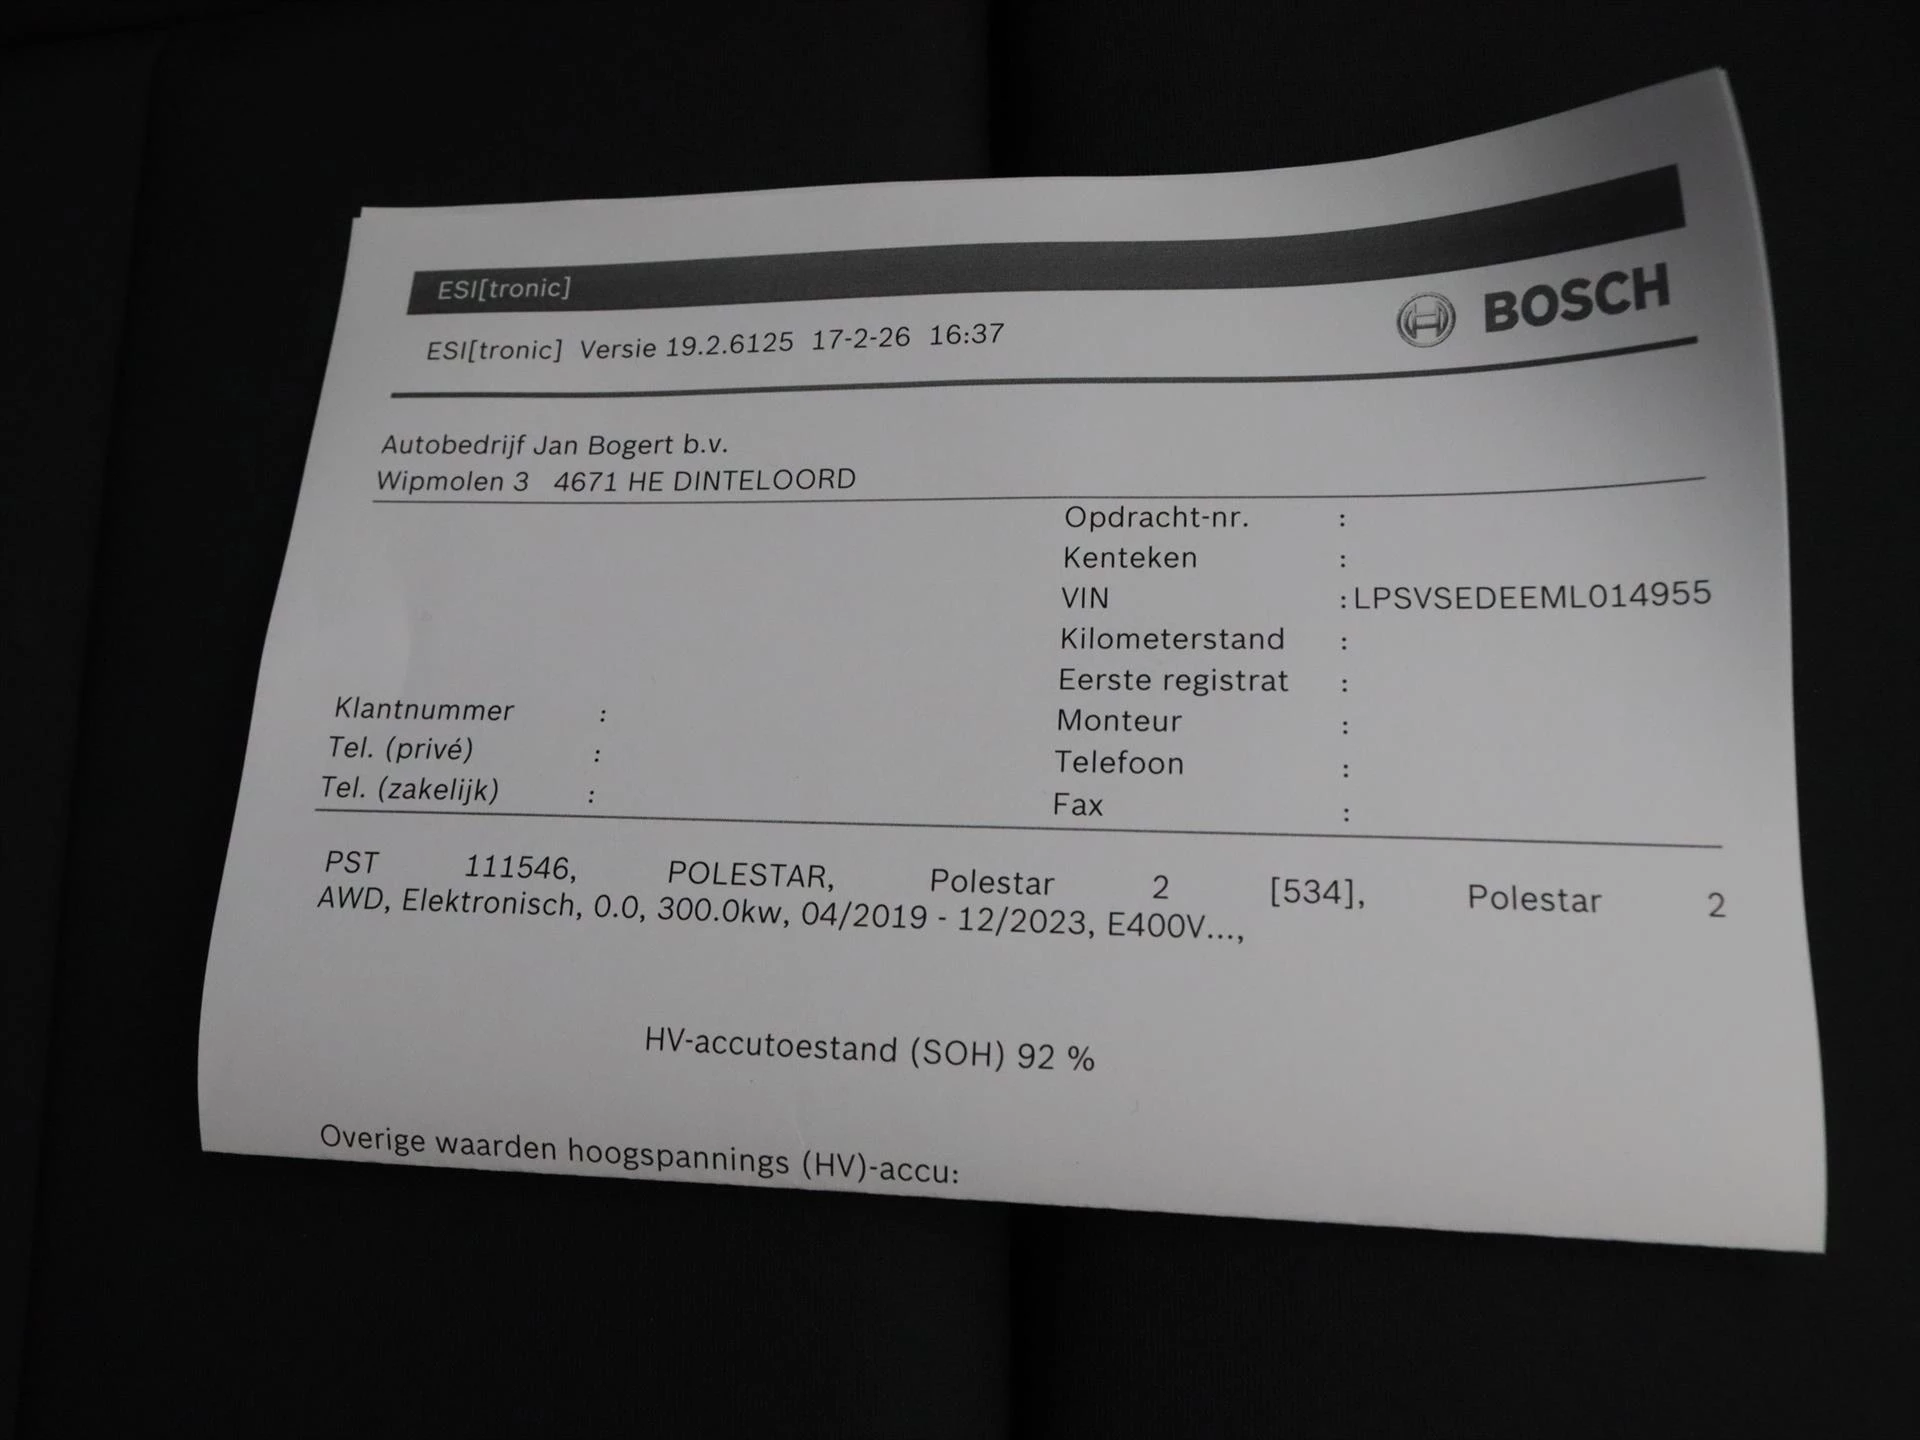 ESI[tronic]
ESI[tronic] Versie 19.2.6125 17-2-26 16:37
BOSCH
Autobedrijf Jan Bogert b.v.
Wipmolen 3 4671 HE DINTELOORD
Opdracht-nr. :
Kenteken :
VIN :LPSVSEDEEML014955
Kilometerstand :
Eerste registrat :
Klantnummer :
Monteur :
Tel. (privé) :
Telefoon :
Tel. (zakelijk) :
Fax :
PST 111546, POLESTAR, Polestar 2 [534], Polestar 2
AWD, Elektronisch, 0.0, 300.0kw, 04/2019 - 12/2023, E400V...,
HV-accutoestand (SOH) 92 %
Overige waarden hoogspannings (HV)-accu: